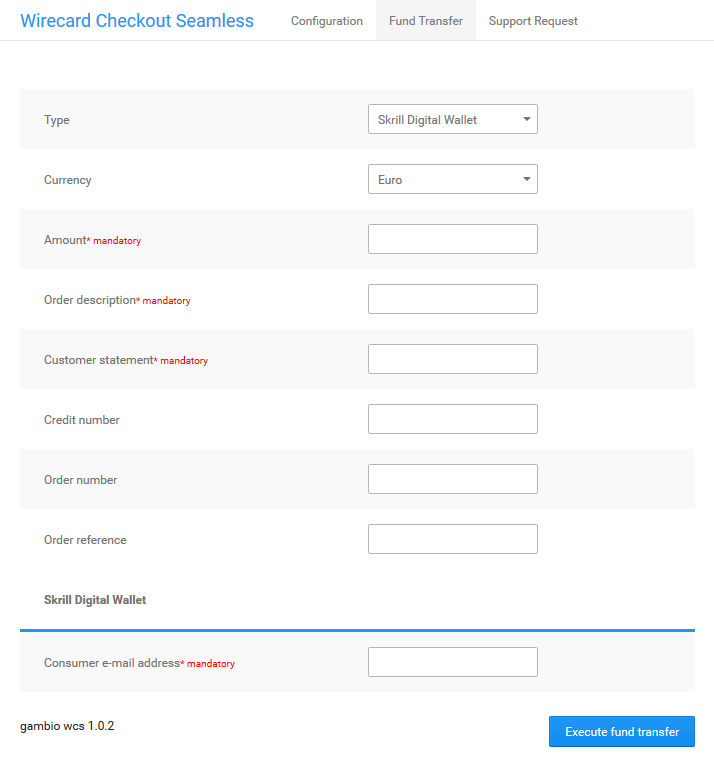 Wirecard Checkout Seamless Configuration Fund Transfer Support Request
Type Skrill Digital Wallet
Currency Euro
Amount* mandatory
Order description* mandatory
Customer statement* mandatory
Credit number
Order number
Order reference
Skrill Digital Wallet
Consumer e-mail address* mandatory
gambio wcs 1.0.2 Execute fund transfer